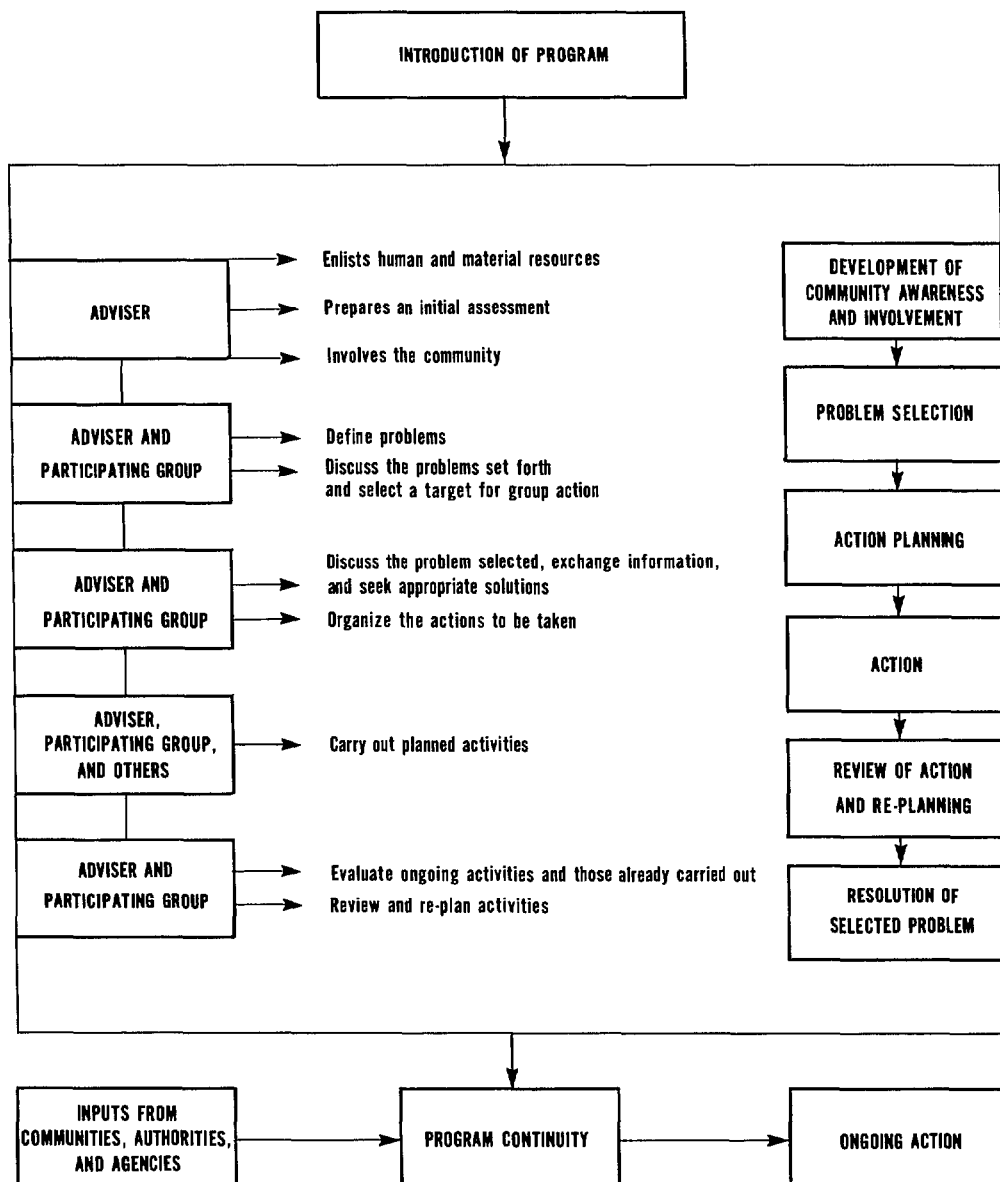 INTRODUCTION OF PROGRAM
ADVISER
Enlists human and material resources
Prepares an initial assessment
Involves the community
DEVELOPMENT OF
COMMUNITY AWARENESS
AND INVOLVEMENT
ADVISER AND
PARTICIPATING GROUP
Define problems
Discuss the problems set forth
and select a target for group action
PROBLEM SELECTION
ADVISER AND
PARTICIPATING GROUP
Discuss the problem selected, exchange information,
and seek appropriate solutions
Organize the actions to be taken
ACTION PLANNING
ADVISER,
PARTICIPATING GROUP,
AND OTHERS
Carry out planned activities
ACTION
ADVISER AND
PARTICIPATING GROUP
Evaluate ongoing activities and those already carried out
Review and re-plan activities
REVIEW OF ACTION
AND RE-PLANNING
RESOLUTION OF
SELECTED PROBLEM
INPUTS FROM
COMMUNITIES, AUTHORITIES,
AND AGENCIES
PROGRAM CONTINUITY
ONGOING ACTION